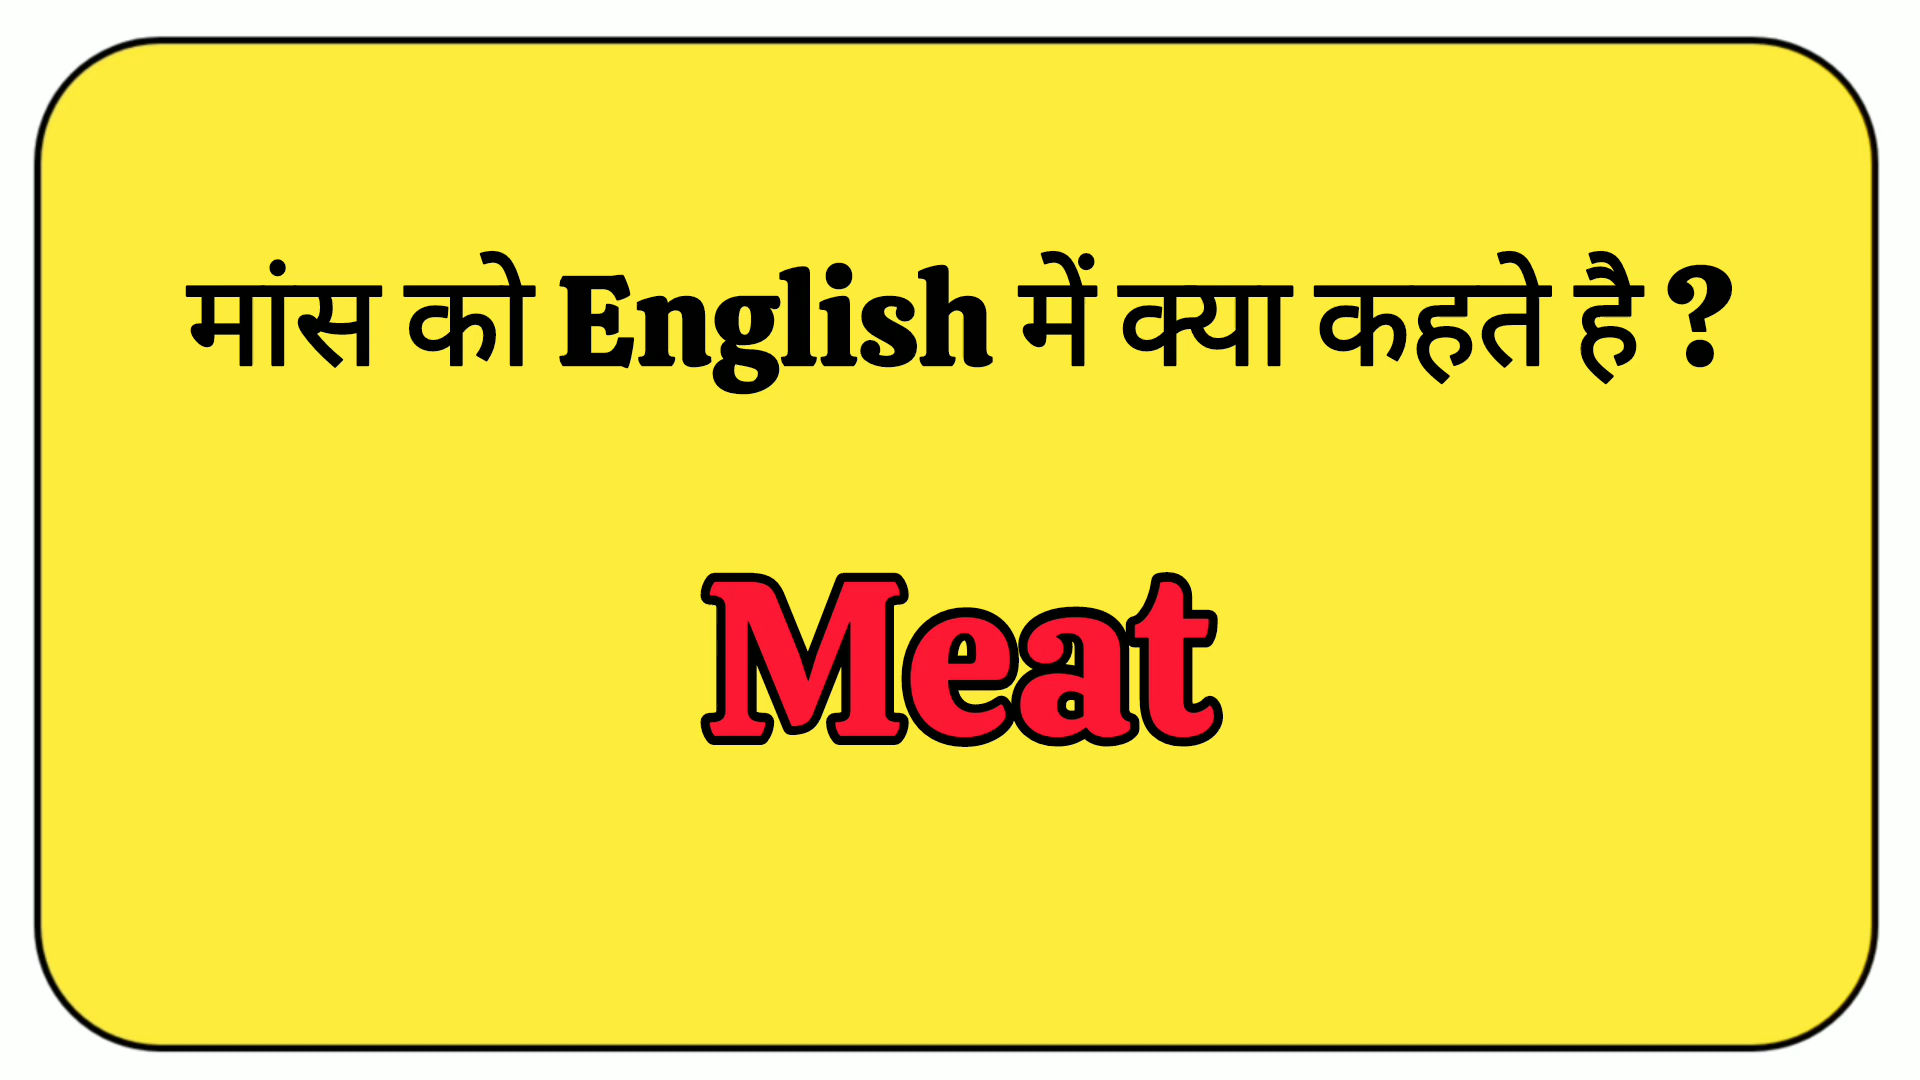 मांस को English में क्या कहते है ?
Meat